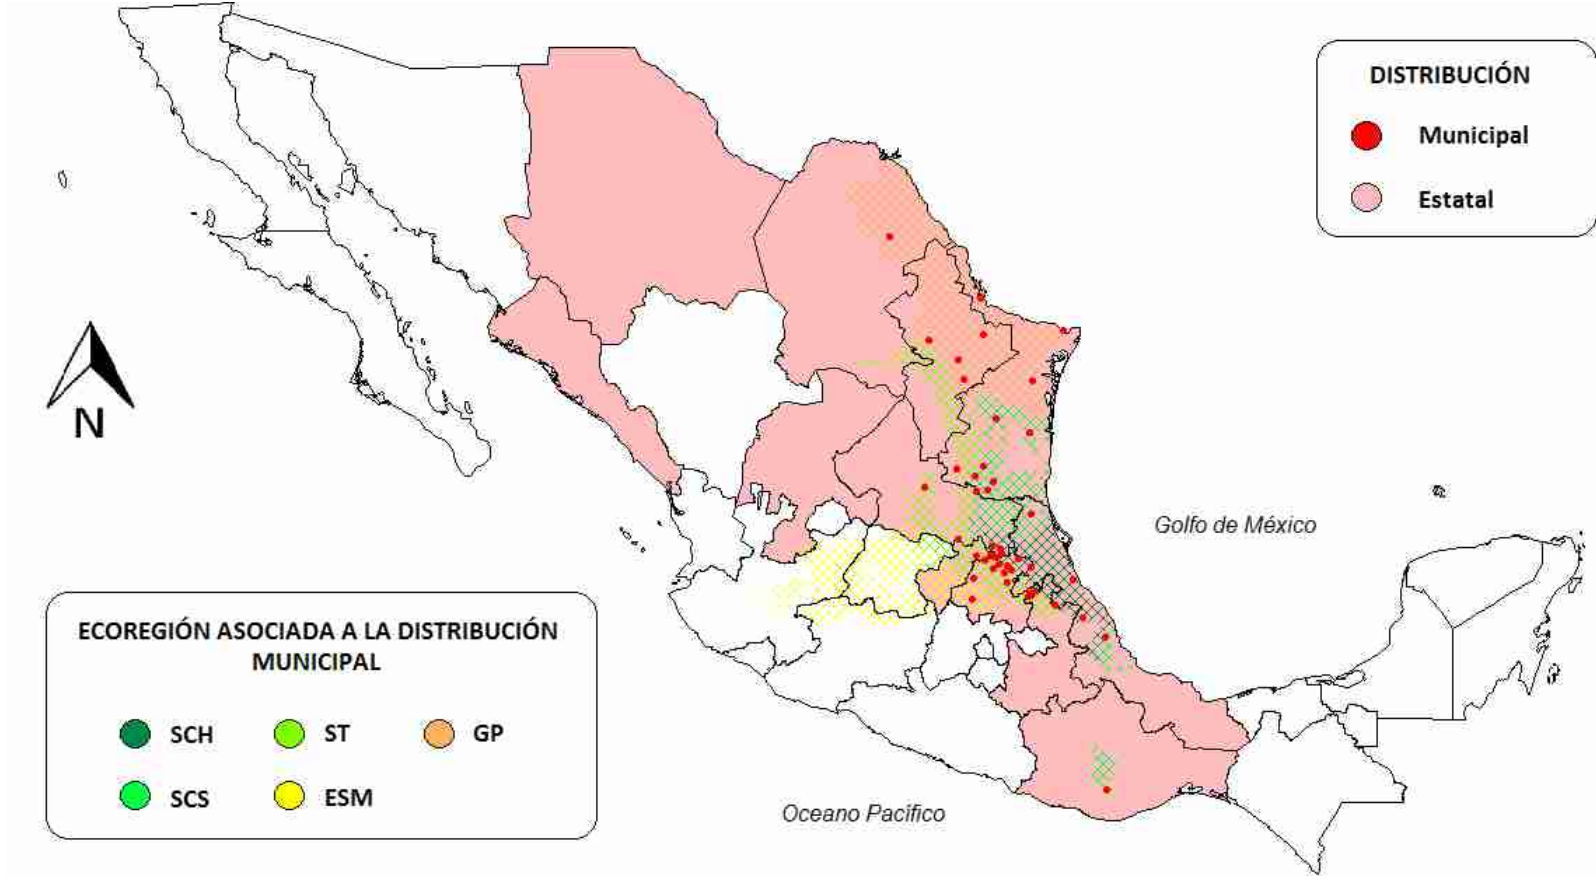 DISTRIBUCIÓN
Municipal
Estatal
N
Golfo de México
ECOREGIÓN ASOCIADA A LA DISTRIBUCIÓN
MUNICIPAL
SCH
ST
GP
SCS
ESM
Oceano Pacífico